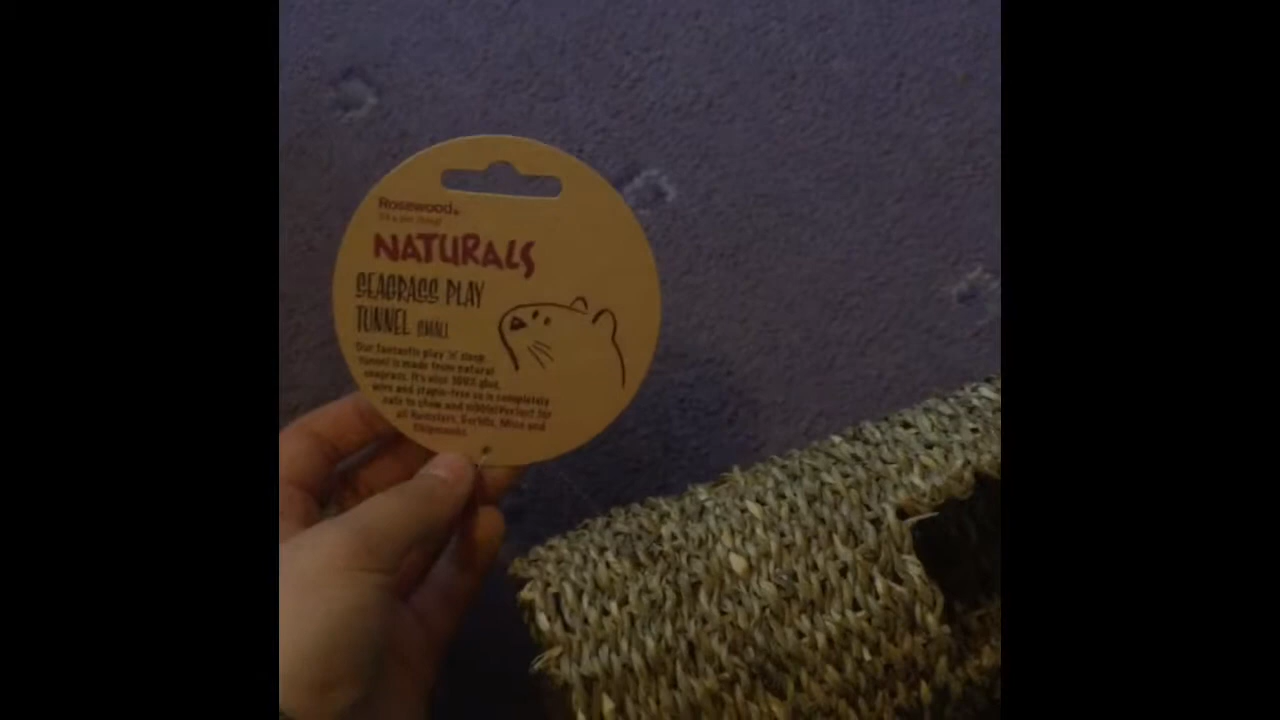 Rosewood.
NATURALS
SEAGRASS PLAY
TUNNEL SMALL
Our fantastic play 'n' sleep
tunnel is made from natural
seagrass. It's also 100% glue,
wire and staple-free so is completely
safe to chew and nibble! Perfect for
all Hamsters, Gerbils, Mice and
Chipmunks.